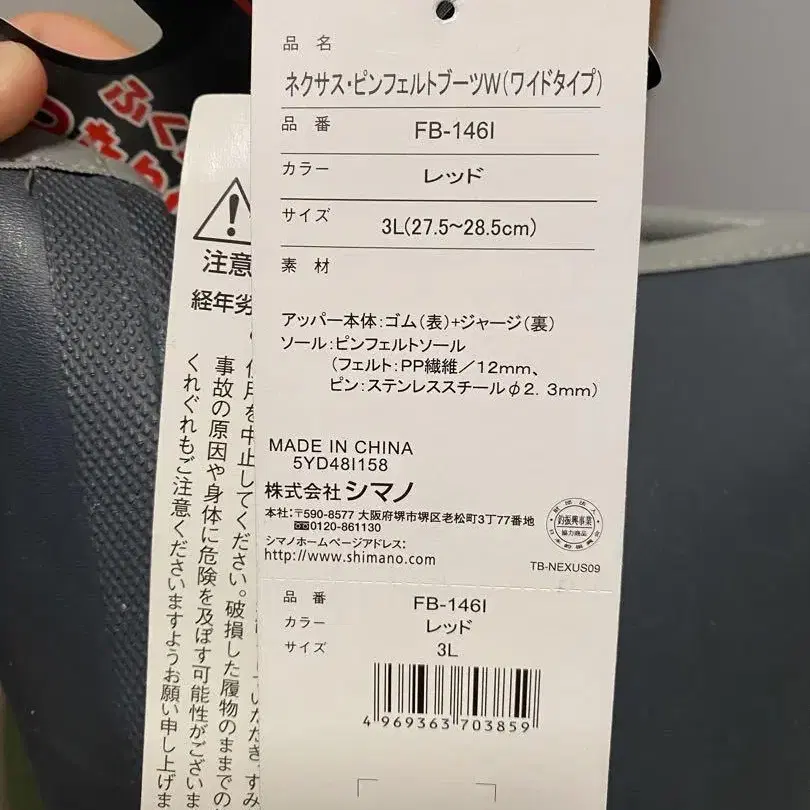 品名
ネクサス・ピンフェルトブーツW(ワイドタイプ)
品番 FB-146I
カラー レッド
サイズ 3L(27.5~28.5cm)
素材
アッパー本体:ゴム(表)+ジャージ(裏)
ソール:ピンフェルトソール
(フェルト:PP繊維/12mm、
ピン:ステンレススチールφ2.3mm)
MADE IN CHINA
5YD48I158
株式会社シマノ
本社:〒590-8577 大阪府堺市堺区老松町3丁77番地
0120-861130
シマノホームページアドレス:
http://www.shimano.com
釣振興事業
協力商品
TB-NEXUS09
品番 FB-146I
カラー レッド
サイズ 3L
4 969363 703859
注意
経年劣
使用を中止してください。破損した履物のままでの
事故の原因や身体に危険を及ぼす可能性がございま
くれぐれもご注意くださいますようお願い申し上げま